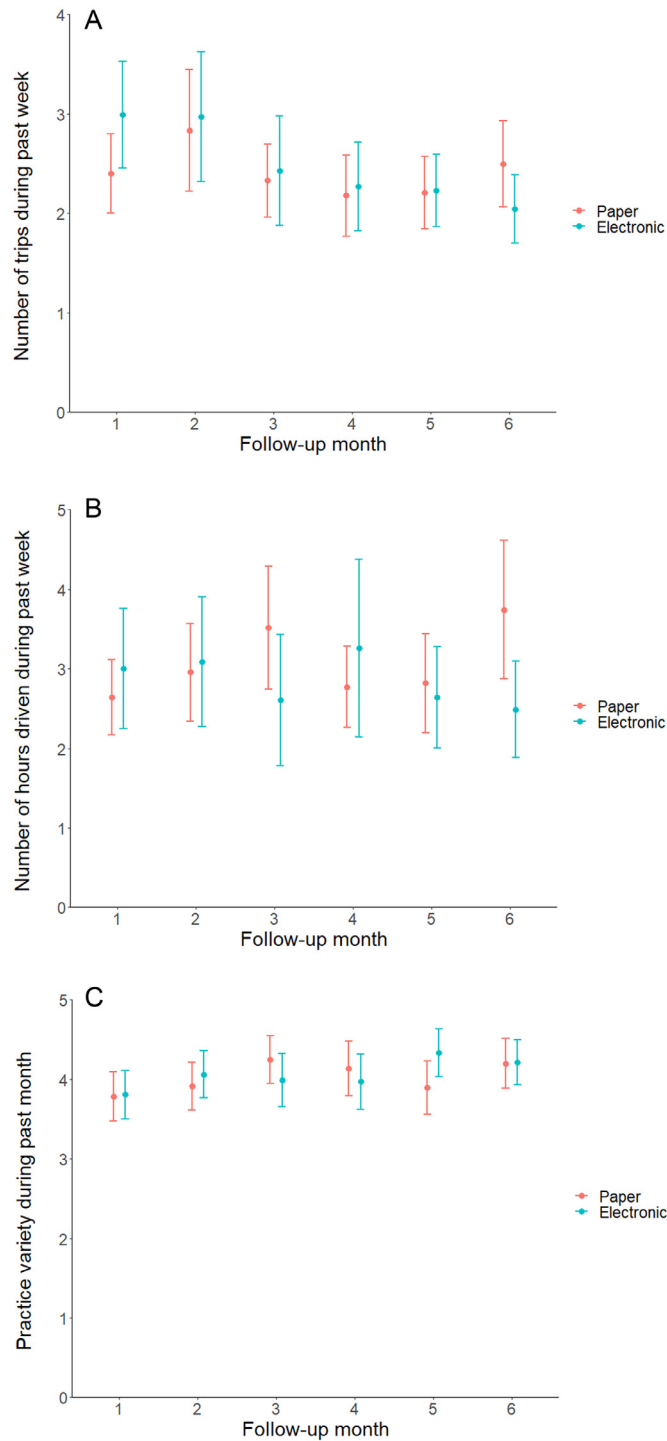 A
Number of trips during past week
4
3
2
1
0
1 2 3 4 5 6
Follow-up month
Paper
Electronic
B
Number of hours driven during past week
5
4
3
2
1
0
1 2 3 4 5 6
Follow-up month
Paper
Electronic
C
Practice variety during past month
5
4
3
2
1
0
1 2 3 4 5 6
Follow-up month
Paper
Electronic